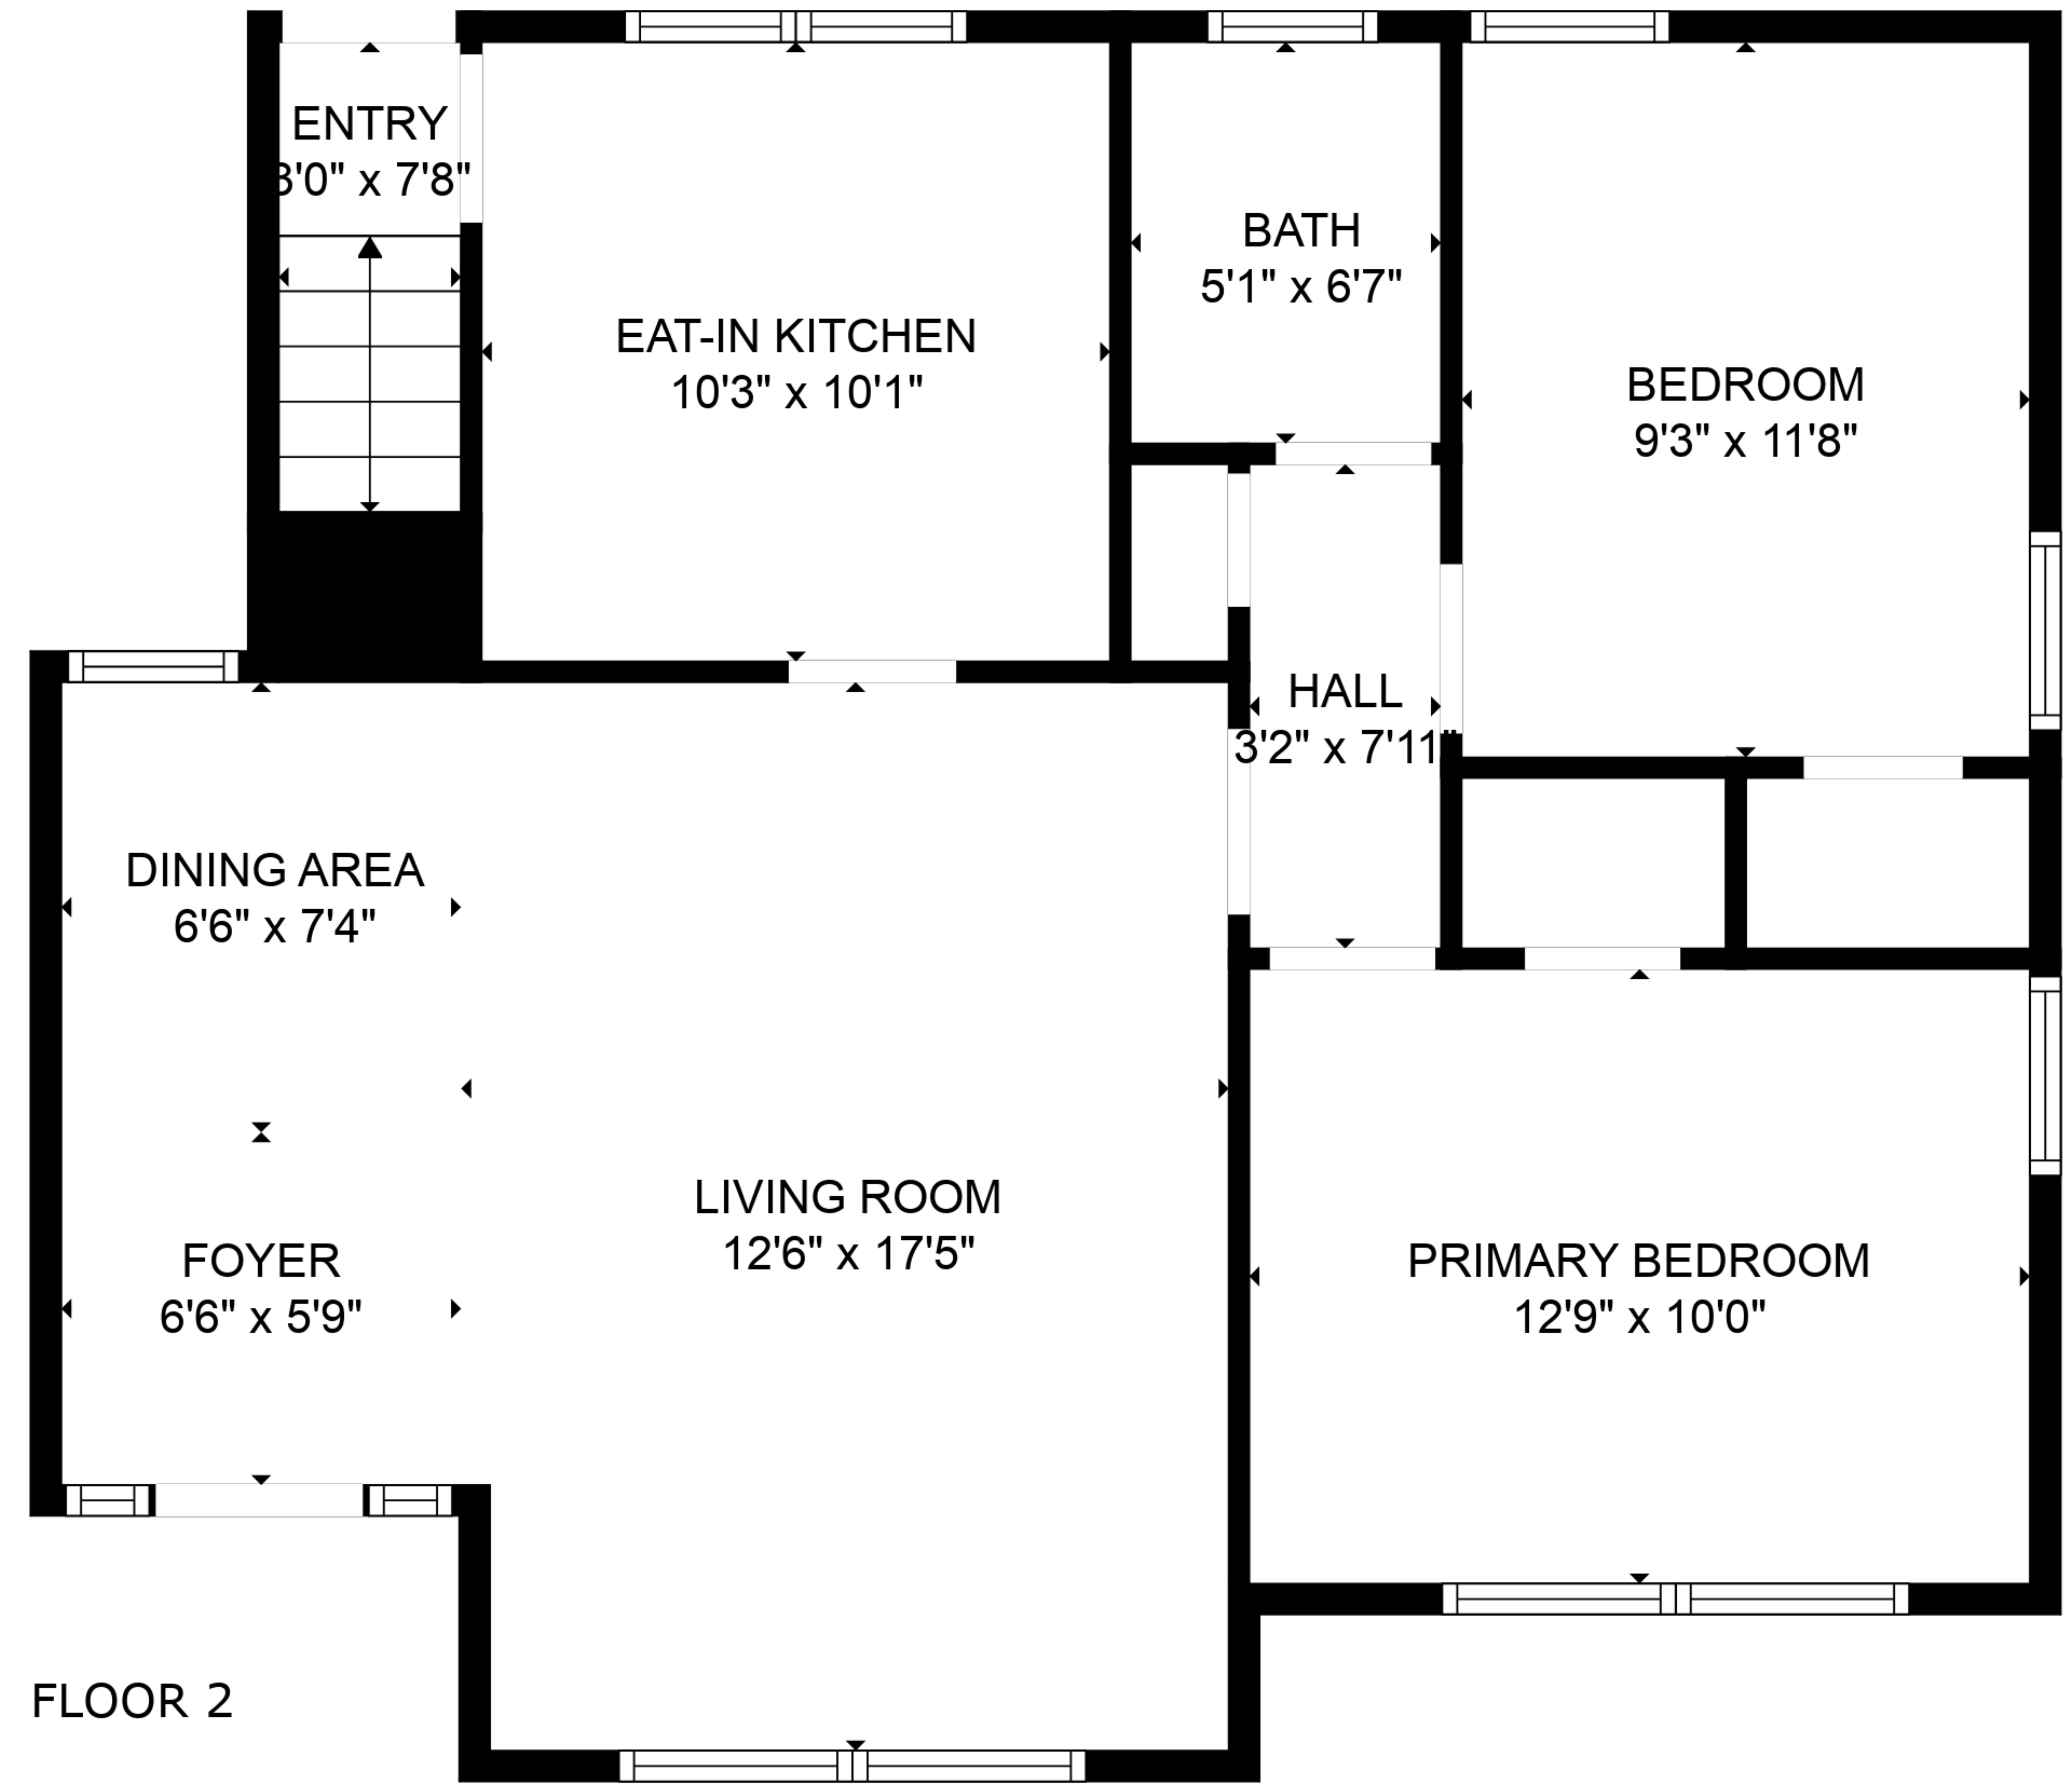 ENTRY
3'0" x 7'8"
BATH
5'1" x 6'7"
EAT-IN KITCHEN
10'3" x 10'1"
BEDROOM
9'3" x 11'8"
HALL
3'2" x 7'11"
DINING AREA
6'6" x 7'4"
LIVING ROOM
12'6" x 17'5"
FOYER
6'6" x 5'9"
PRIMARY BEDROOM
12'9" x 10'0"
FLOOR 2